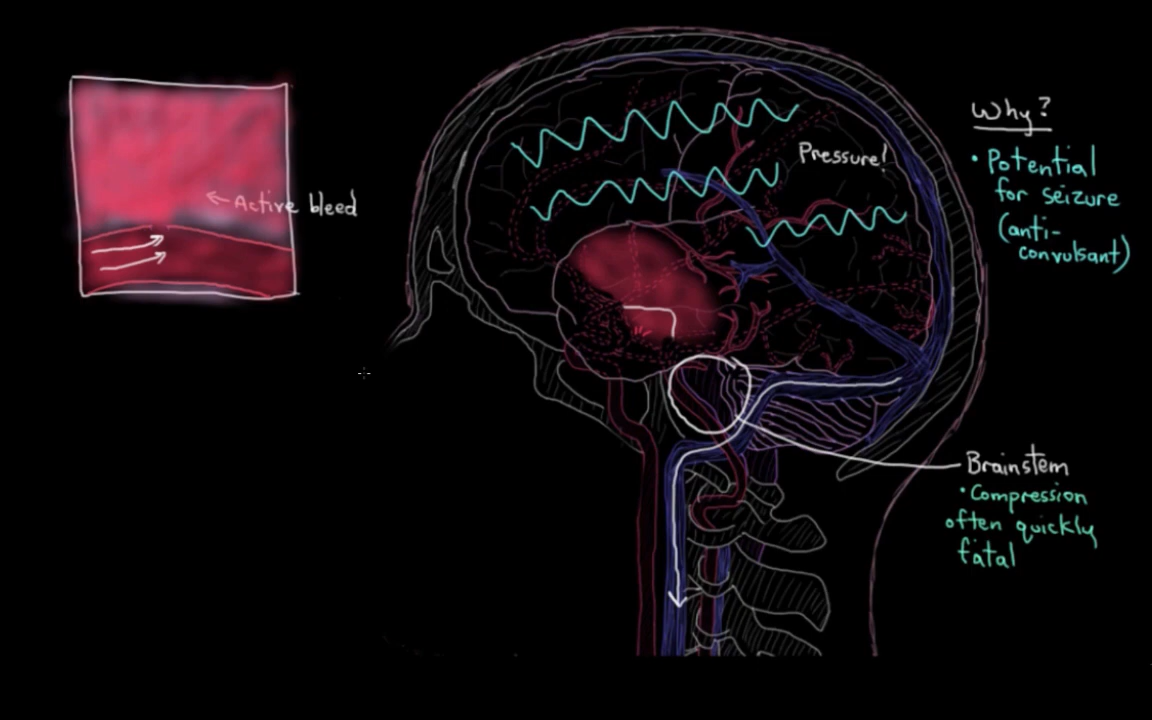 ← Active bleed
Pressure!
Why?
• Potential
for seizure
(anti-
convulsant)
Brainstem
• Compression
often quickly
fatal